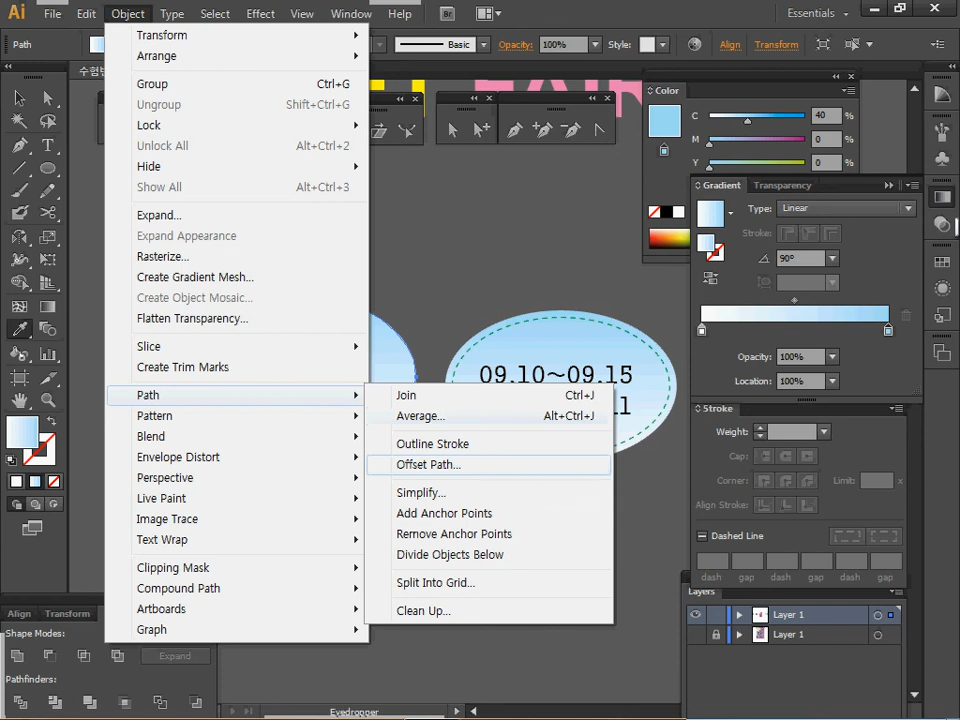 Ai File Edit Object Type Select Effect View Window Help Br Essentials
Path Basic Opacity: 100% Style: Align Transform
수험번
Transform
Arrange
Group Ctrl+G
Ungroup Shift+Ctrl+G
Lock
Unlock All Alt+Ctrl+2
Hide
Show All Alt+Ctrl+3
Expand...
Expand Appearance
Rasterize...
Create Gradient Mesh...
Create Object Mosaic...
Flatten Transparency...
Slice
Create Trim Marks
Path
Pattern
Blend
Envelope Distort
Perspective
Live Paint
Image Trace
Text Wrap
Clipping Mask
Compound Path
Artboards
Graph
Join Ctrl+J
Average... Alt+Ctrl+J
Outline Stroke
Offset Path...
Simplify...
Add Anchor Points
Remove Anchor Points
Divide Objects Below
Split Into Grid...
Clean Up...
09.10~09.15
Color
C 40 %
M 0 %
Y 0 %
Gradient Transparency
Type: Linear
Stroke:
90°
Opacity: 100%
Location: 100%
Stroke
Weight:
Cap:
Corner: Limit: x
Align Stroke:
Dashed Line
dash gap dash gap dash gap
Layers
Layer 1
Layer 1
Align Transform
Shape Modes:
Expand
Pathfinders:
Eyedropper